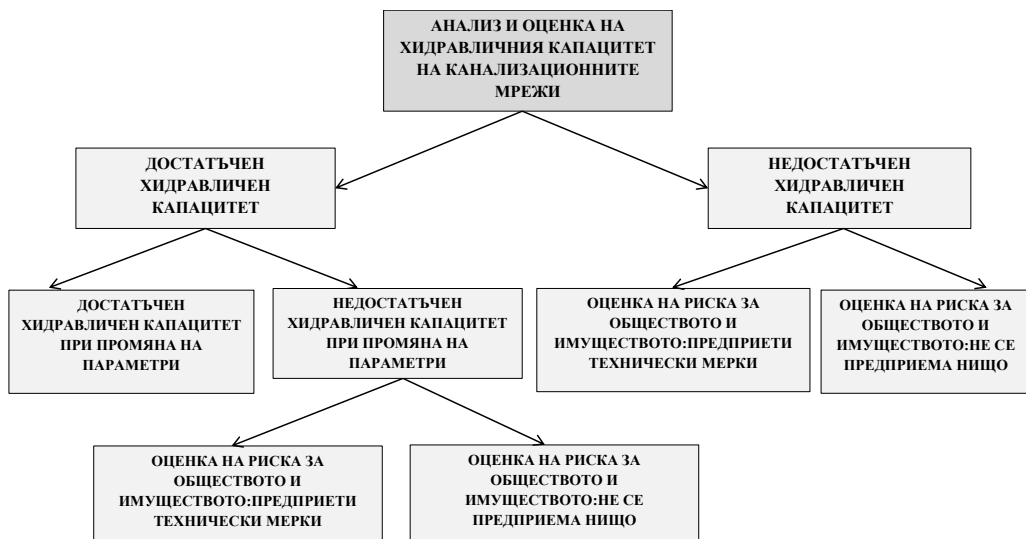 АНАЛИЗ И ОЦЕНКА НА
ХИДРАВЛИЧНИЯ КАПАЦИТЕТ
НА КАНАЛИЗАЦИОННИТЕ
МРЕЖИ
ДОСТАТЪЧЕН
ХИДРАВЛИЧЕН
КАПАЦИТЕТ
НЕДОСТАТЪЧЕН
ХИДРАВЛИЧЕН
КАПАЦИТЕТ
ДОСТАТЪЧЕН
ХИДРАВЛИЧЕН КАПАЦИТЕТ
ПРИ ПРОМЯНА НА
ПАРАМЕТРИ
НЕДОСТАТЪЧЕН
ХИДРАВЛИЧЕН КАПАЦИТЕТ
ПРИ ПРОМЯНА НА
ПАРАМЕТРИ
ОЦЕНКА НА РИСКА ЗА
ОБЩЕСТВОТО И
ИМУЩЕСТВОТО:ПРЕДПРИЕТИ
ТЕХНИЧЕСКИ МЕРКИ
ОЦЕНКА НА РИСКА ЗА
ОБЩЕСТВОТО И
ИМУЩЕСТВОТО:НЕ СЕ
ПРЕДПРИЕМА НИЩО
ОЦЕНКА НА РИСКА ЗА
ОБЩЕСТВОТО И
ИМУЩЕСТВОТО:ПРЕДПРИЕТИ
ТЕХНИЧЕСКИ МЕРКИ
ОЦЕНКА НА РИСКА ЗА
ОБЩЕСТВОТО И
ИМУЩЕСТВОТО:НЕ СЕ
ПРЕДПРИЕМА НИЩО